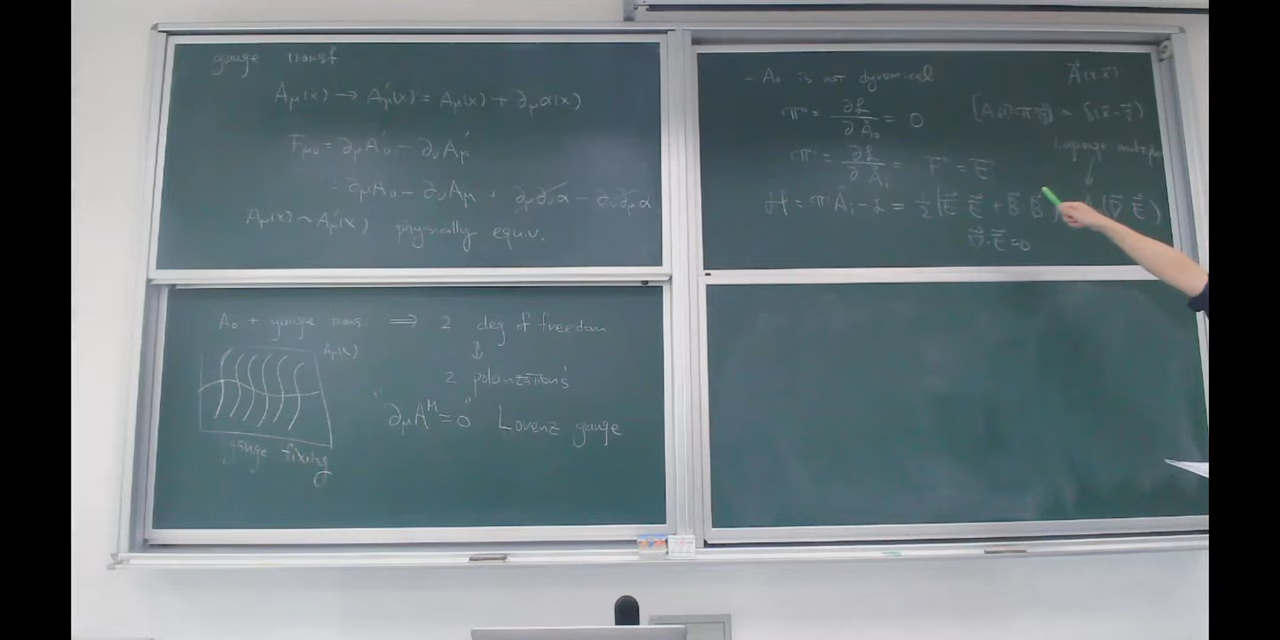 gauge transf
Aμ(x) → A'μ(x) = Aμ(x) + ∂μα(x)
Fμν = ∂μA'ν − ∂νA'μ
= ∂μAν − ∂νAμ + ∂μ∂να − ∂ν∂μα
Aμ(x) ~ A'μ(x) physically equiv.
A₀ + gauge trans ⟹ 2 deg of freedom
↕
Aμ(x)
2 polarizations
"∂μA^μ = 0" Lorenz gauge
gauge fixing
- A₀ is not dynamical
π⁰ = ∂ℒ/∂Ȧ₀ = 0
πⁱ = ∂ℒ/∂Ȧᵢ =
Lagrange
ℋ = πⁱȦᵢ − ℒ = ½(E⃗·E⃗ + B⃗·B⃗) (∇⃗·E⃗)
∇⃗·E⃗ = 0